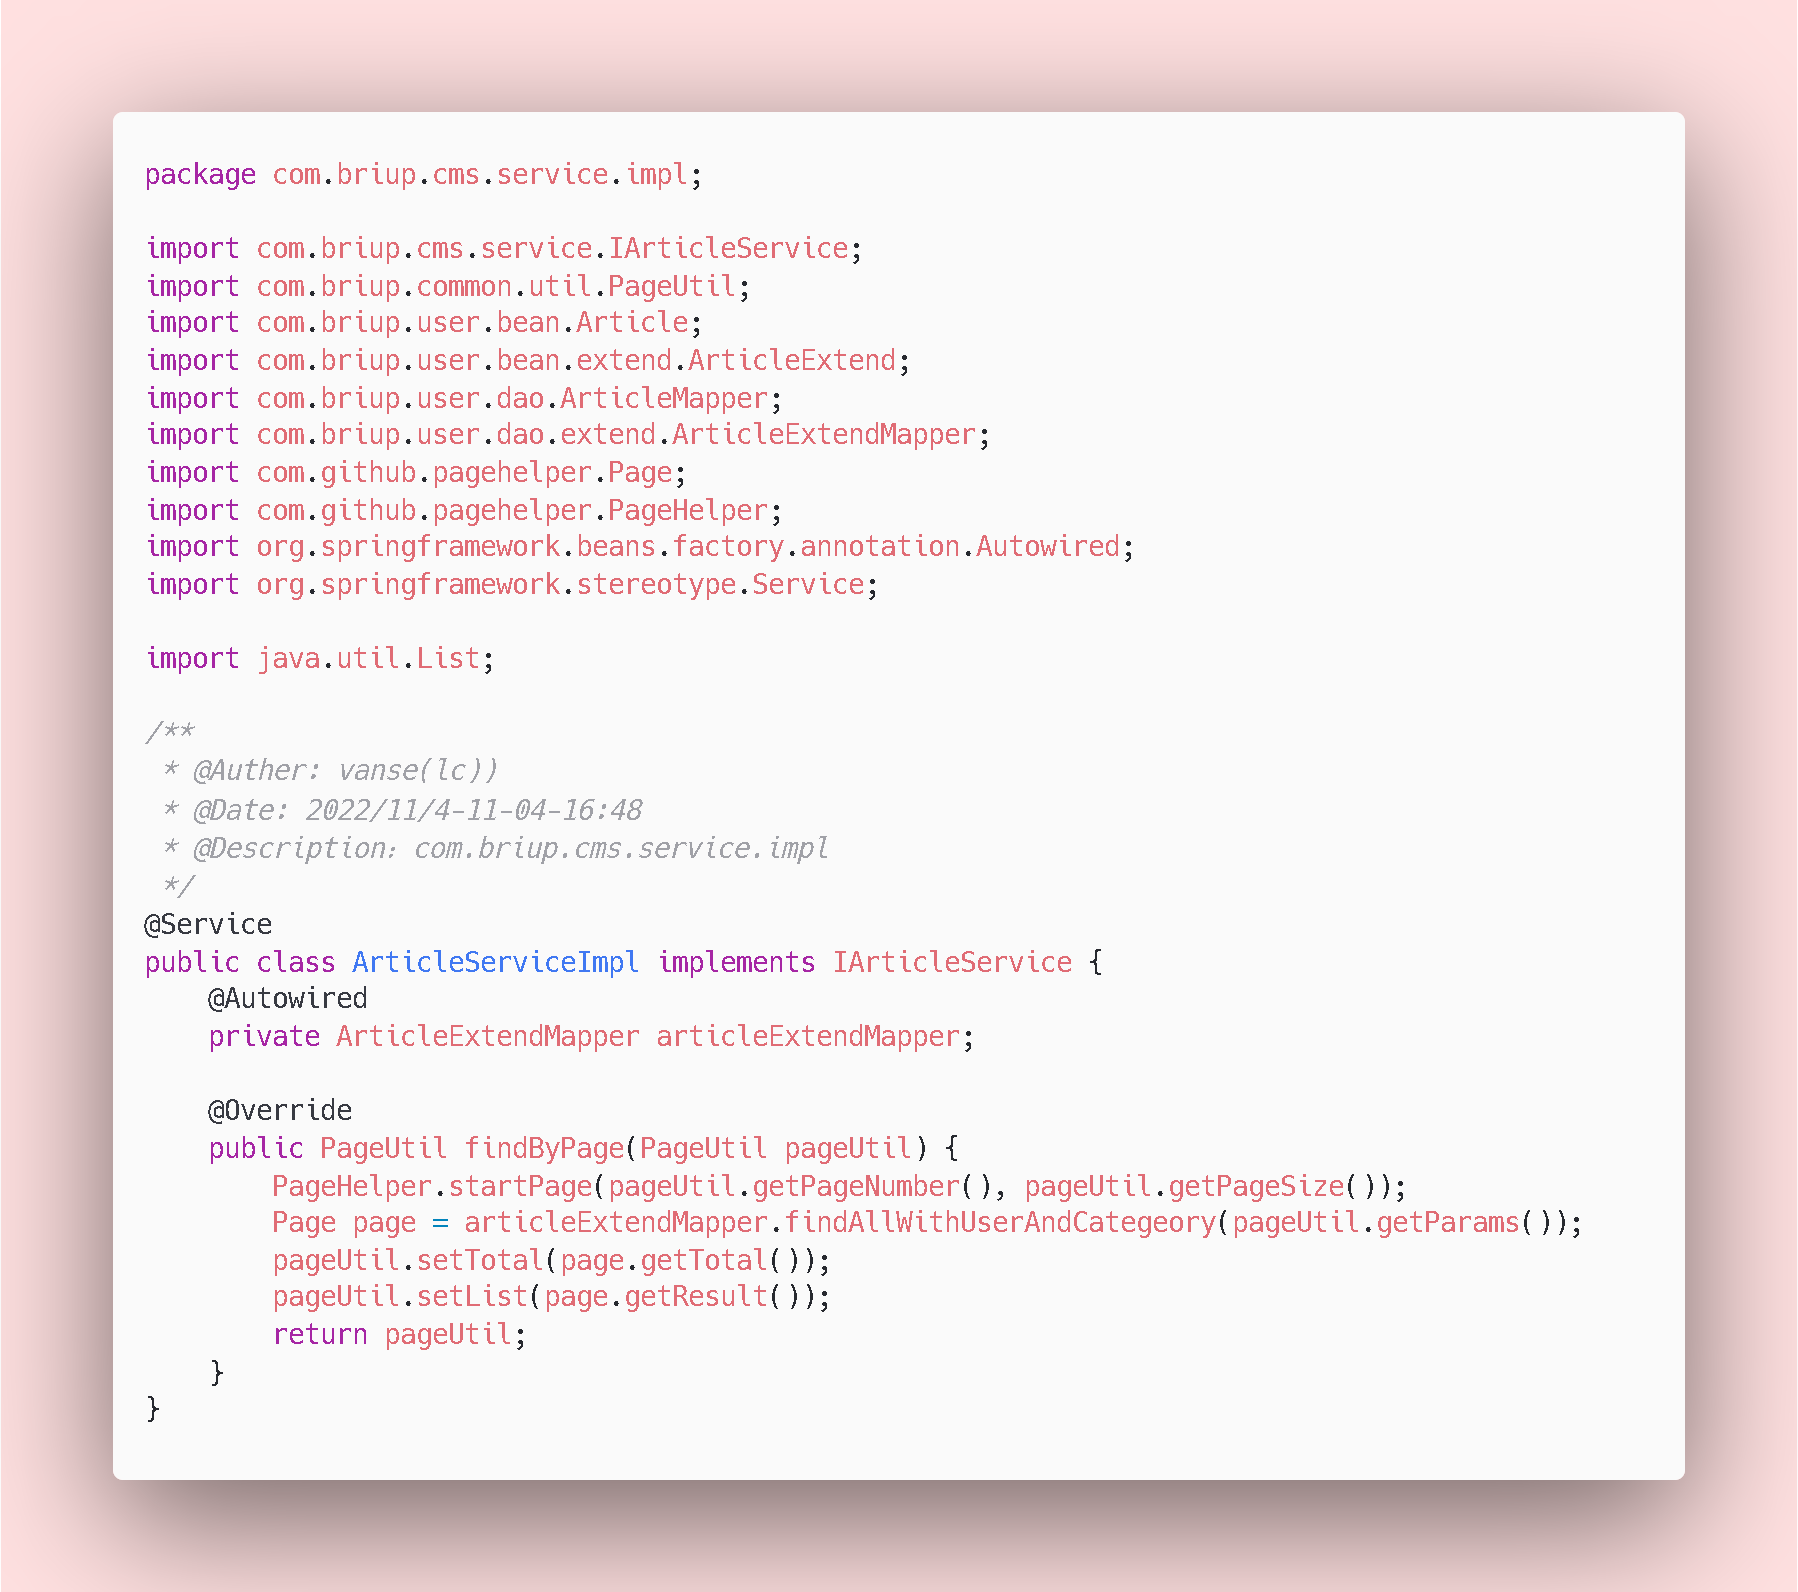 package com.briup.cms.service.impl;

import com.briup.cms.service.IArticleService;
import com.briup.common.util.PageUtil;
import com.briup.user.bean.Article;
import com.briup.user.bean.extend.ArticleExtend;
import com.briup.user.dao.ArticleMapper;
import com.briup.user.dao.extend.ArticleExtendMapper;
import com.github.pagehelper.Page;
import com.github.pagehelper.PageHelper;
import org.springframework.beans.factory.annotation.Autowired;
import org.springframework.stereotype.Service;

import java.util.List;

/**
 * @Auther: vanse(lc))
 * @Date: 2022/11/4-11-04-16:48
 * @Description：com.briup.cms.service.impl
 */
@Service
public class ArticleServiceImpl implements IArticleService {
    @Autowired
    private ArticleExtendMapper articleExtendMapper;

    @Override
    public PageUtil findByPage(PageUtil pageUtil) {
        PageHelper.startPage(pageUtil.getPageNumber(), pageUtil.getPageSize());
        Page page = articleExtendMapper.findAllWithUserAndCategeory(pageUtil.getParams());
        pageUtil.setTotal(page.getTotal());
        pageUtil.setList(page.getResult());
        return pageUtil;
    }
}